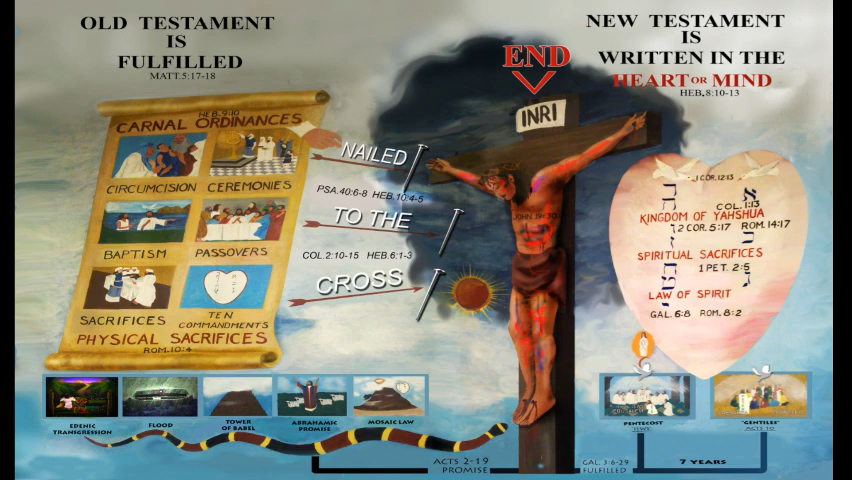 OLD TESTAMENT
IS
FULFILLED
MATT.5:17-18
NEW TESTAMENT
IS
WRITTEN IN THE
HEART OR MIND
HEB.8:10-13
END
INRI
HEB.9:10
CARNAL ORDINANCES
CIRCUMCISION
CEREMONIES
BAPTISM
PASSOVERS
SACRIFICES
TEN
COMMANDMENTS
PHYSICAL SACRIFICES
ROM.10:4
NAILED
PSA.40:6-8 HEB.10:4-5
TO THE
COL.2:10-15 HEB.6:1-3
CROSS
1 COR.12:13
COL.1:13
KINGDOM OF YAHSHUA
2 COR.5:17 ROM.14:17
SPIRITUAL SACRIFICES
1 PET. 2:5
LAW OF SPIRIT
GAL. 6:8 ROM. 8:2
EDENIC
TRANSGRESSION
FLOOD
TOWER
OF BABEL
ABRAHAMIC
PROMISE
MOSAIC LAW
PENTECOST
"JEWS"
"GENTILES"
ACTS 10
ACTS 2-19
PROMISE
GAL. 3:6-29
FULFILLED
7 YEARS